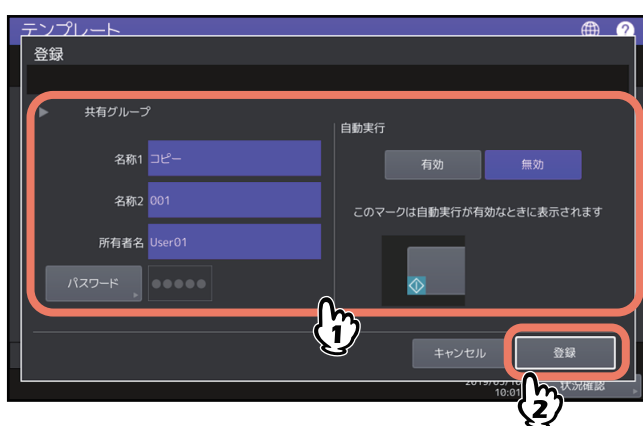 テンプレート
?
登録
共有グループ
自動実行
名称1 コピー
有効 無効
名称2 001
このマークは自動実行が有効なときに表示されます
所有者名 User01
パスワード ●●●●●
1
キャンセル 登録
状況確認
10:01
2